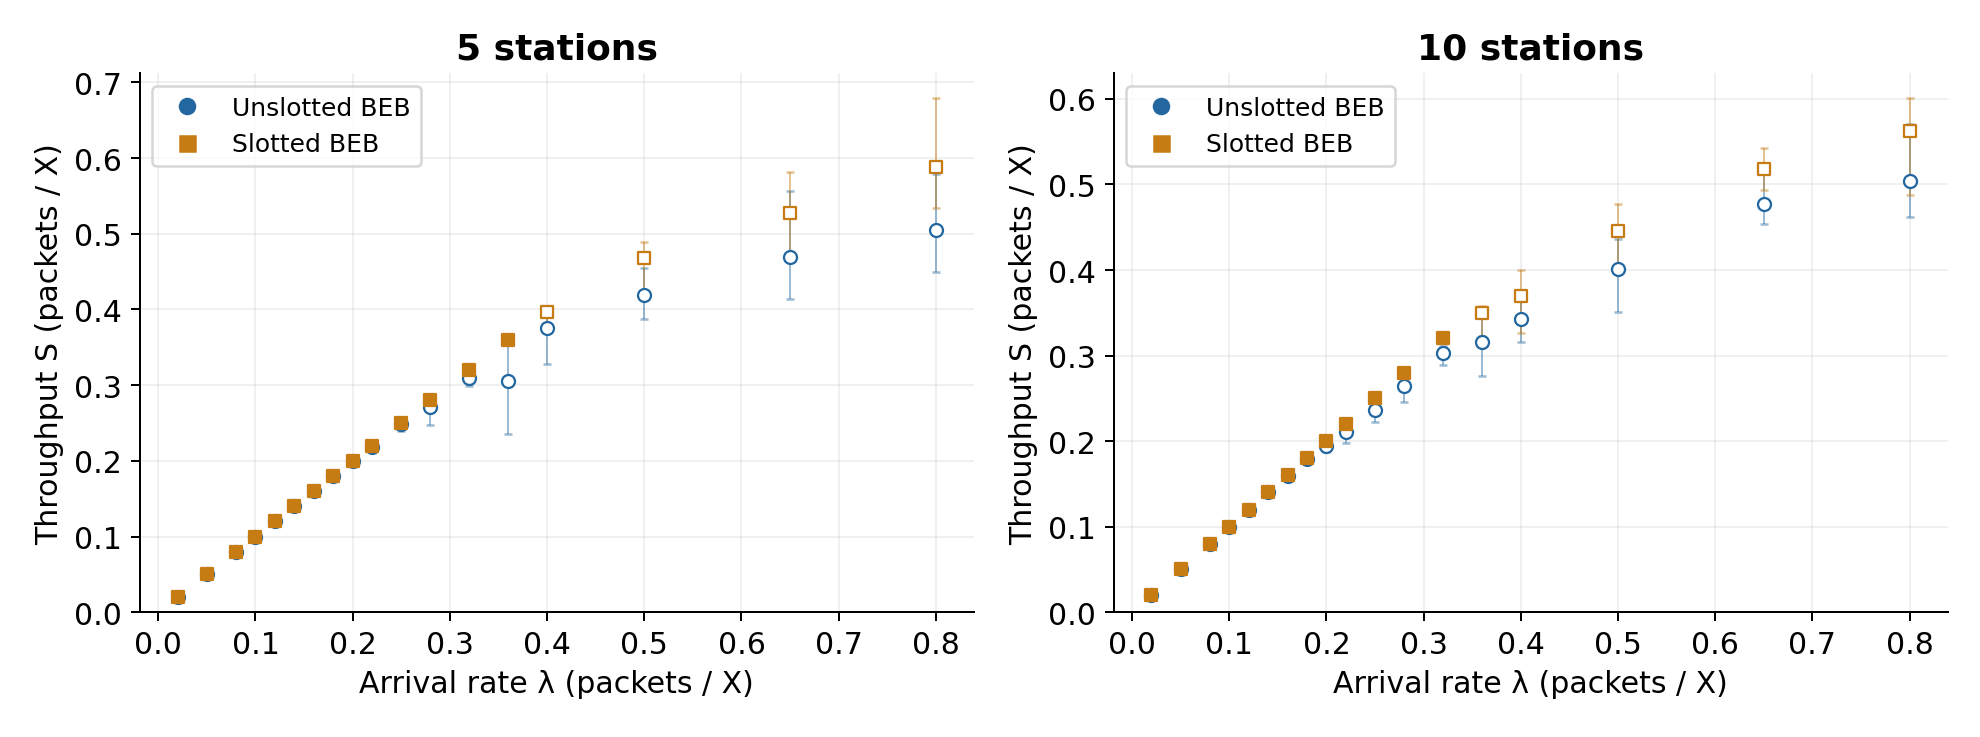 5 stations
Unslotted BEB
Slotted BEB
Throughput S (packets / X)
0.7
0.6
0.5
0.4
0.3
0.2
0.1
0.0
0.0 0.1 0.2 0.3 0.4 0.5 0.6 0.7 0.8
Arrival rate λ (packets / X)
10 stations
Unslotted BEB
Slotted BEB
Throughput S (packets / X)
0.6
0.5
0.4
0.3
0.2
0.1
0.0
0.0 0.1 0.2 0.3 0.4 0.5 0.6 0.7 0.8
Arrival rate λ (packets / X)